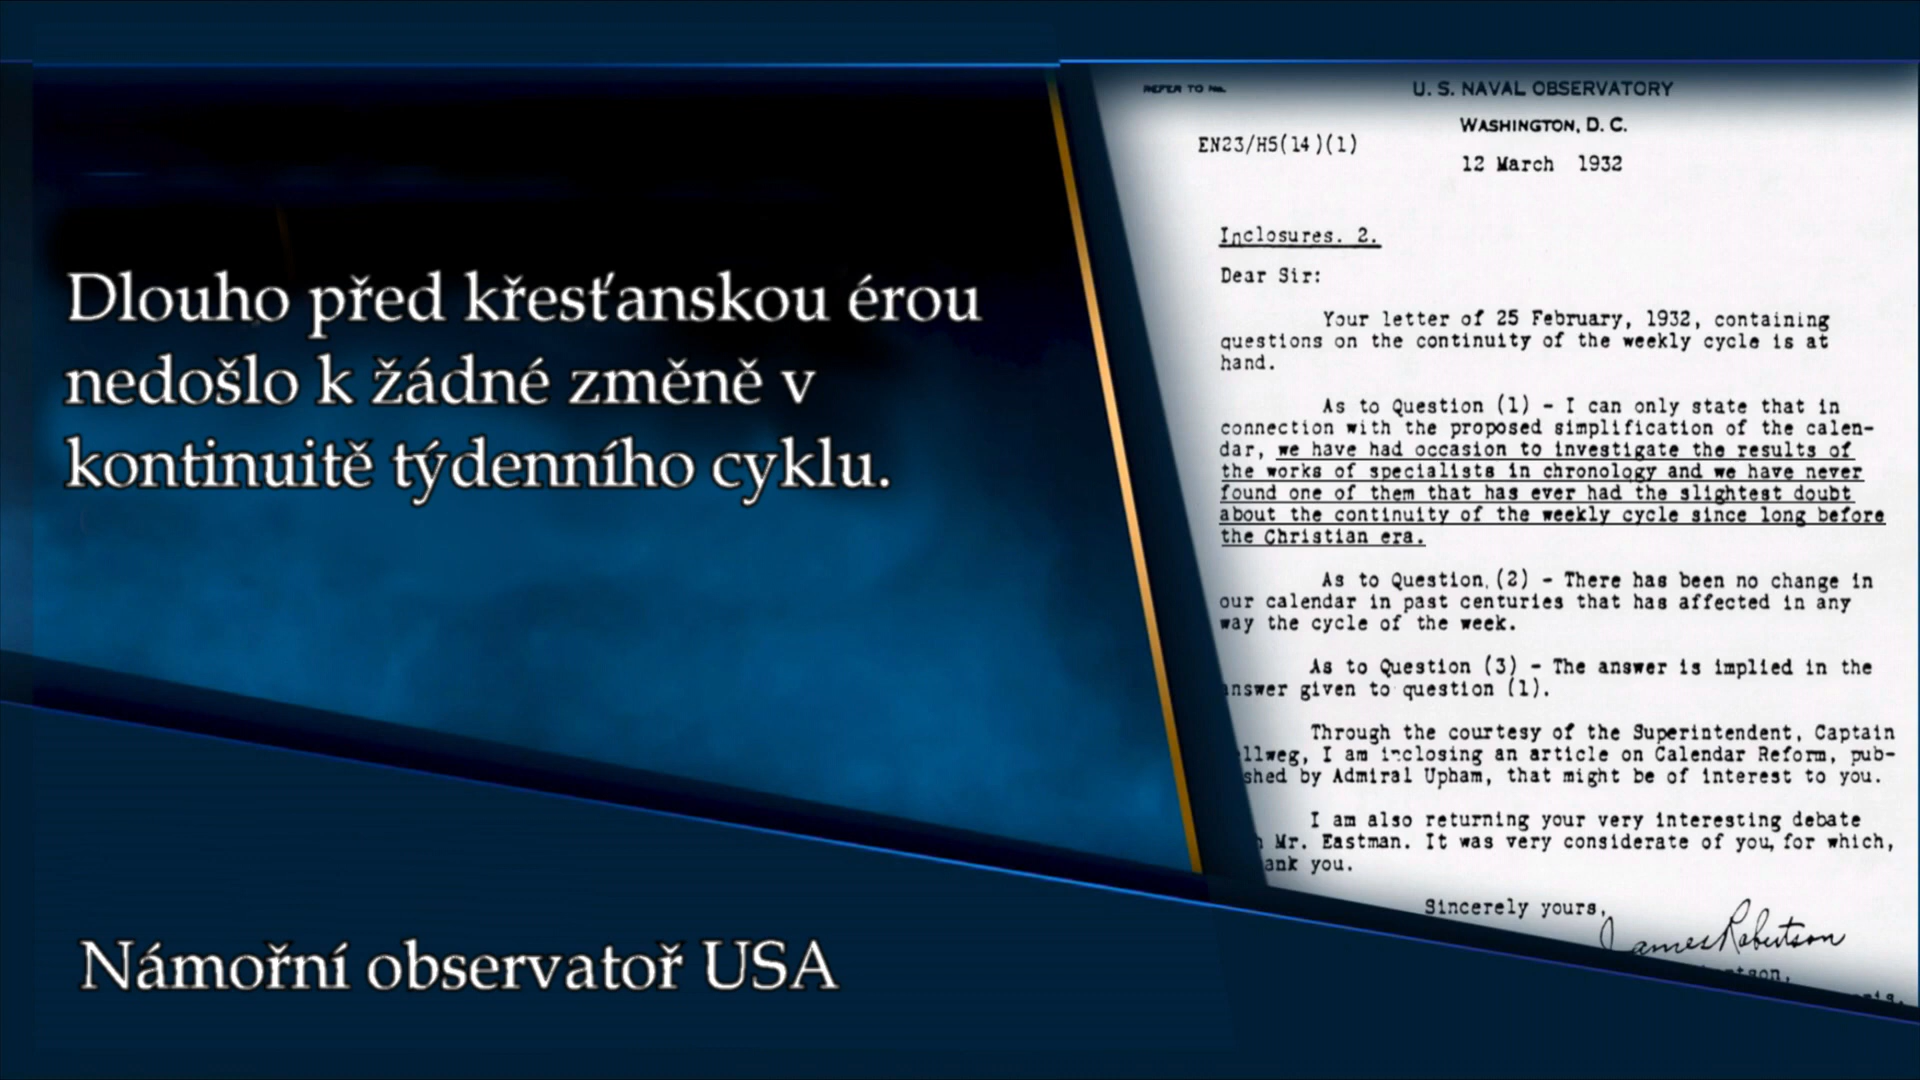 Dlouho před křesťanskou érou
nedošlo k žádné změně v
kontinuitě týdenního cyklu.
Námořní observatoř USA
REFER TO No.
U. S. NAVAL OBSERVATORY
WASHINGTON, D. C.
EN23/H5(14)(1)
12 March 1932
Inclosures. 2.
Dear Sir:
Your letter of 25 February, 1932, containing
questions on the continuity of the weekly cycle is at
hand.
As to Question (1) - I can only state that in
connection with the proposed simplification of the calen-
dar, we have had occasion to investigate the results of
the works of specialists in chronology and we have never
found one of them that has ever had the slightest doubt
about the continuity of the weekly cycle since long before
the Christian era.
As to Question (2) - There has been no change in
our calendar in past centuries that has affected in any
way the cycle of the week.
As to Question (3) - The answer is implied in the
answer given to question (1).
Through the courtesy of the Superintendent, Captain
llweg, I am inclosing an article on Calendar Reform, pub-
shed by Admiral Upham, that might be of interest to you.
I am also returning your very interesting debate
Mr. Eastman. It was very considerate of you, for which,
ank you.
Sincerely yours,
James Robertson